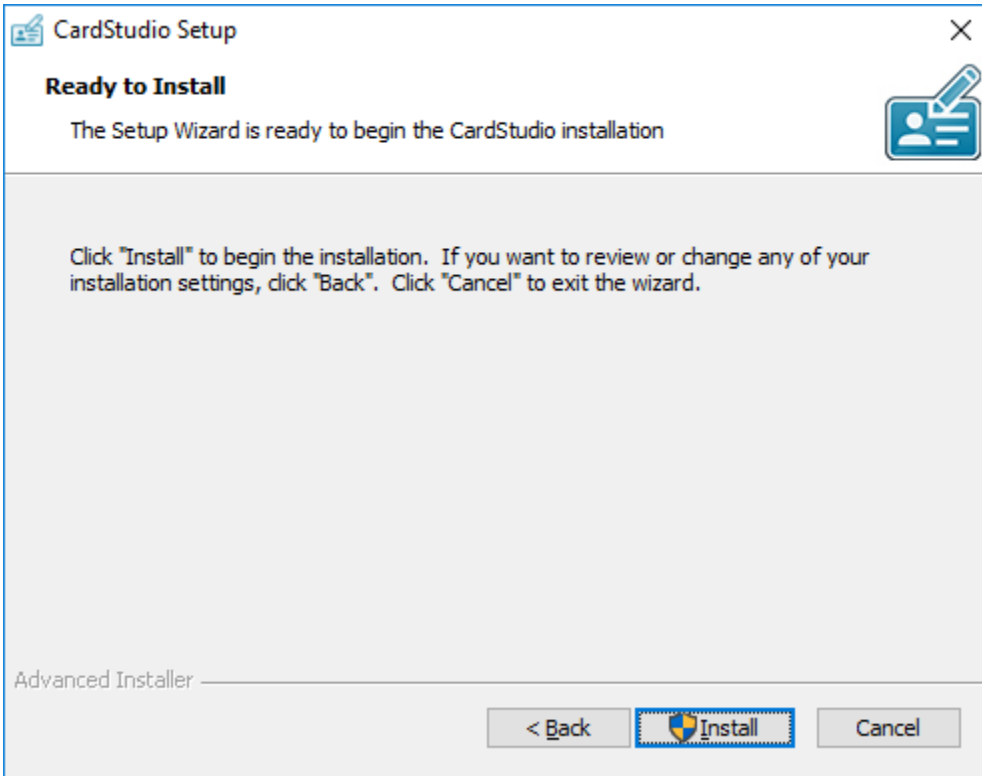 CardStudio Setup
Ready to Install
The Setup Wizard is ready to begin the CardStudio installation
Click "Install" to begin the installation.  If you want to review or change any of your
installation settings, click "Back".  Click "Cancel" to exit the wizard.
Advanced Installer
< Back
Install
Cancel